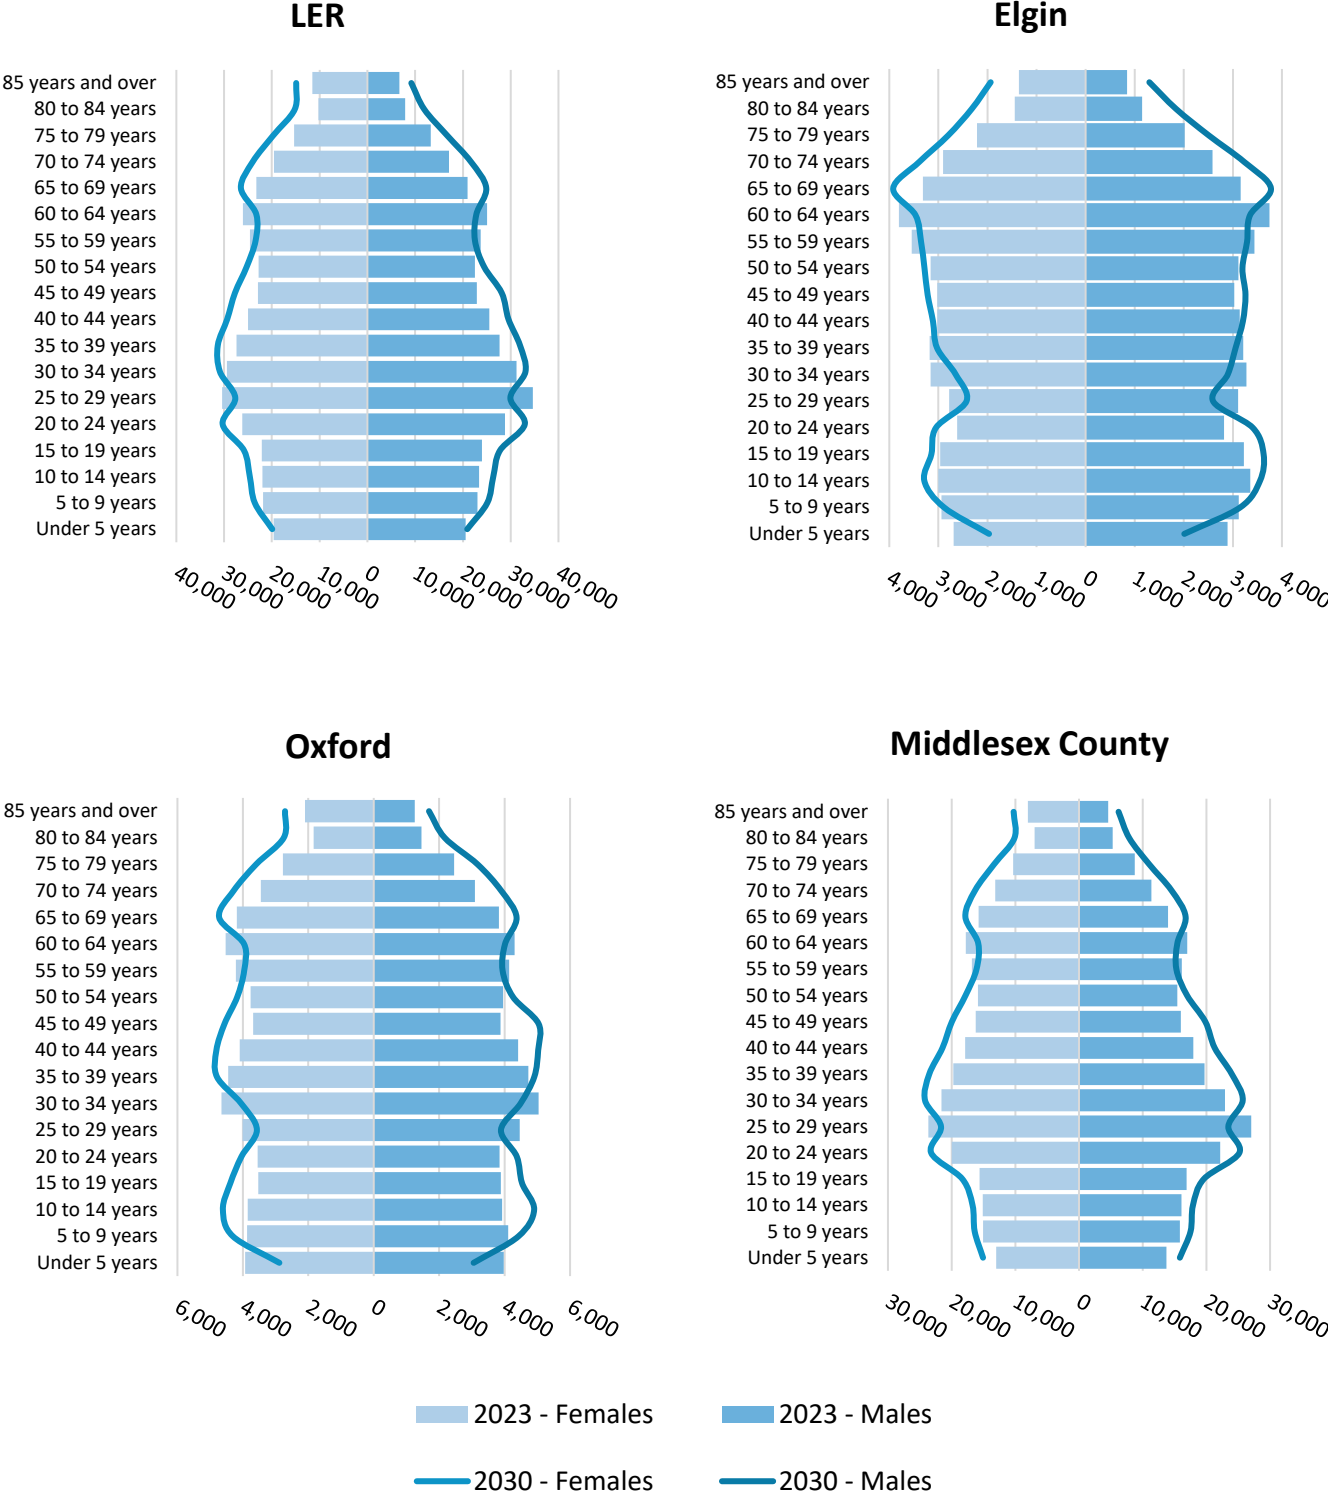 LER
85 years and over
80 to 84 years
75 to 79 years
70 to 74 years
65 to 69 years
60 to 64 years
55 to 59 years
50 to 54 years
45 to 49 years
40 to 44 years
35 to 39 years
30 to 34 years
25 to 29 years
20 to 24 years
15 to 19 years
10 to 14 years
5 to 9 years
Under 5 years
40,000 30,000 20,000 10,000 0 10,000 20,000 30,000 40,000
Elgin
85 years and over
80 to 84 years
75 to 79 years
70 to 74 years
65 to 69 years
60 to 64 years
55 to 59 years
50 to 54 years
45 to 49 years
40 to 44 years
35 to 39 years
30 to 34 years
25 to 29 years
20 to 24 years
15 to 19 years
10 to 14 years
5 to 9 years
Under 5 years
4,000 3,000 2,000 1,000 0 1,000 2,000 3,000 4,000
Oxford
85 years and over
80 to 84 years
75 to 79 years
70 to 74 years
65 to 69 years
60 to 64 years
55 to 59 years
50 to 54 years
45 to 49 years
40 to 44 years
35 to 39 years
30 to 34 years
25 to 29 years
20 to 24 years
15 to 19 years
10 to 14 years
5 to 9 years
Under 5 years
6,000 4,000 2,000 0 2,000 4,000 6,000
Middlesex County
85 years and over
80 to 84 years
75 to 79 years
70 to 74 years
65 to 69 years
60 to 64 years
55 to 59 years
50 to 54 years
45 to 49 years
40 to 44 years
35 to 39 years
30 to 34 years
25 to 29 years
20 to 24 years
15 to 19 years
10 to 14 years
5 to 9 years
Under 5 years
30,000 20,000 10,000 0 10,000 20,000 30,000
2023 - Females 2023 - Males
2030 - Females 2030 - Males